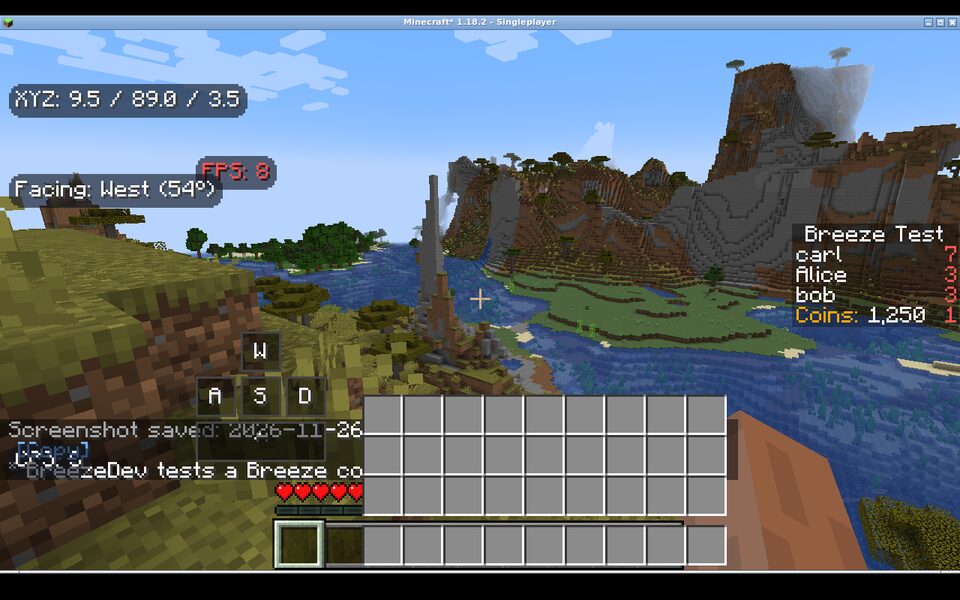 Minecraft* 1.18.2 - Singleplayer
XYZ: 9.5 / 89.0 / 3.5
FPS: 8
Facing: West (54°)
Breeze Test
carl 7
Alice 3
bob 3
Coins: 1,250 1
W
A S D
Screenshot saved: 2026-11-26
[Copy]
* BreezeDev tests a Breeze co